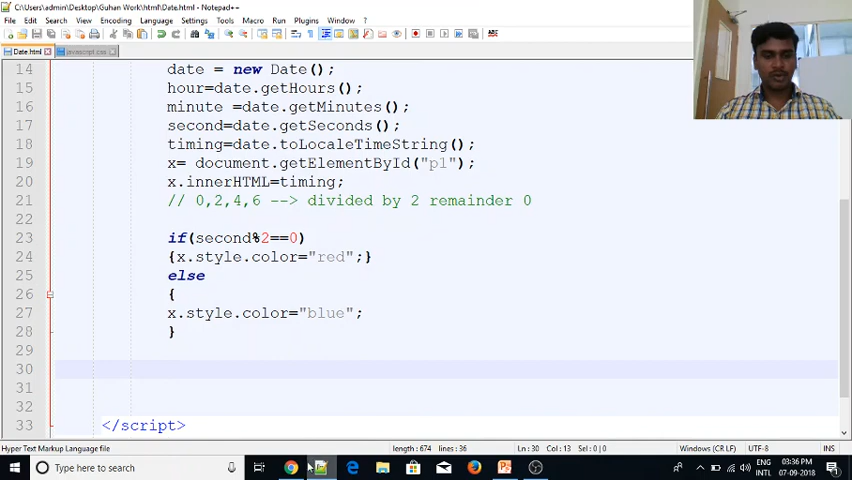 C:\Users\admin\Desktop\Guhan Work\html\Date.html - Notepad++
File Edit Search View Encoding Language Settings Tools Macro Run Plugins Window ?
Date.html javascript.css
14 date = new Date();
15 hour=date.getHours();
16 minute =date.getMinutes();
17 second=date.getSeconds();
18 timing=date.toLocaleTimeString();
19 x= document.getElementById("p1");
20 x.innerHTML=timing;
21 // 0,2,4,6 --> divided by 2 remainder 0
22
23 if(second%2==0)
24 {x.style.color="red";}
25 else
26 {
27 x.style.color="blue";
28 }
29
30
31
32
33 </script>
Hyper Text Markup Language file length : 674 lines : 36 Ln : 30 Col : 13 Sel : 0 | 0 Windows (CR LF) UTF-8 INS
Type here to search
ENG 03:36 PM
INTL 07-09-2018